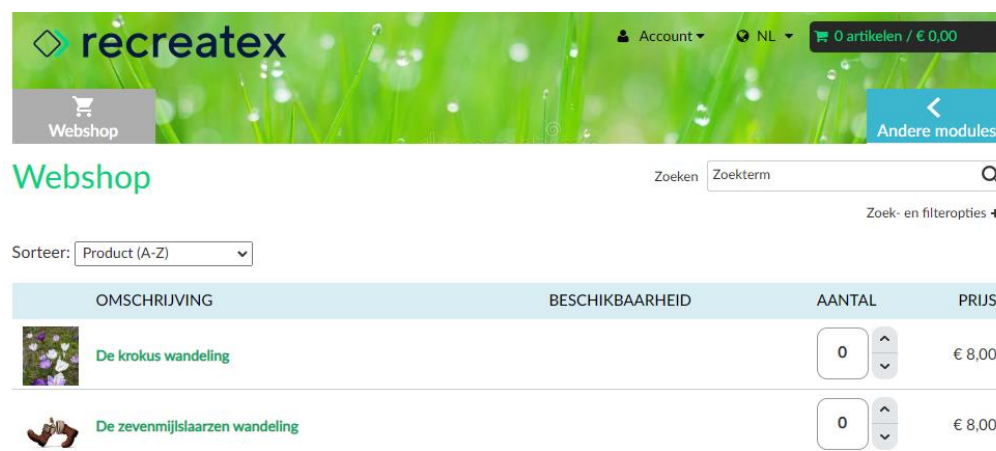 recreatex
Account
NL
0 artikelen / € 0,00
Webshop
Andere modules
Webshop
Zoeken
Zoekterm
Zoek- en filteropties +
Sorteer: Product (A-Z)
OMSCHRIJVING BESCHIKBAARHEID AANTAL PRIJS
De krokus wandeling 0 € 8,00
De zevenmijlslaarzen wandeling 0 € 8,00